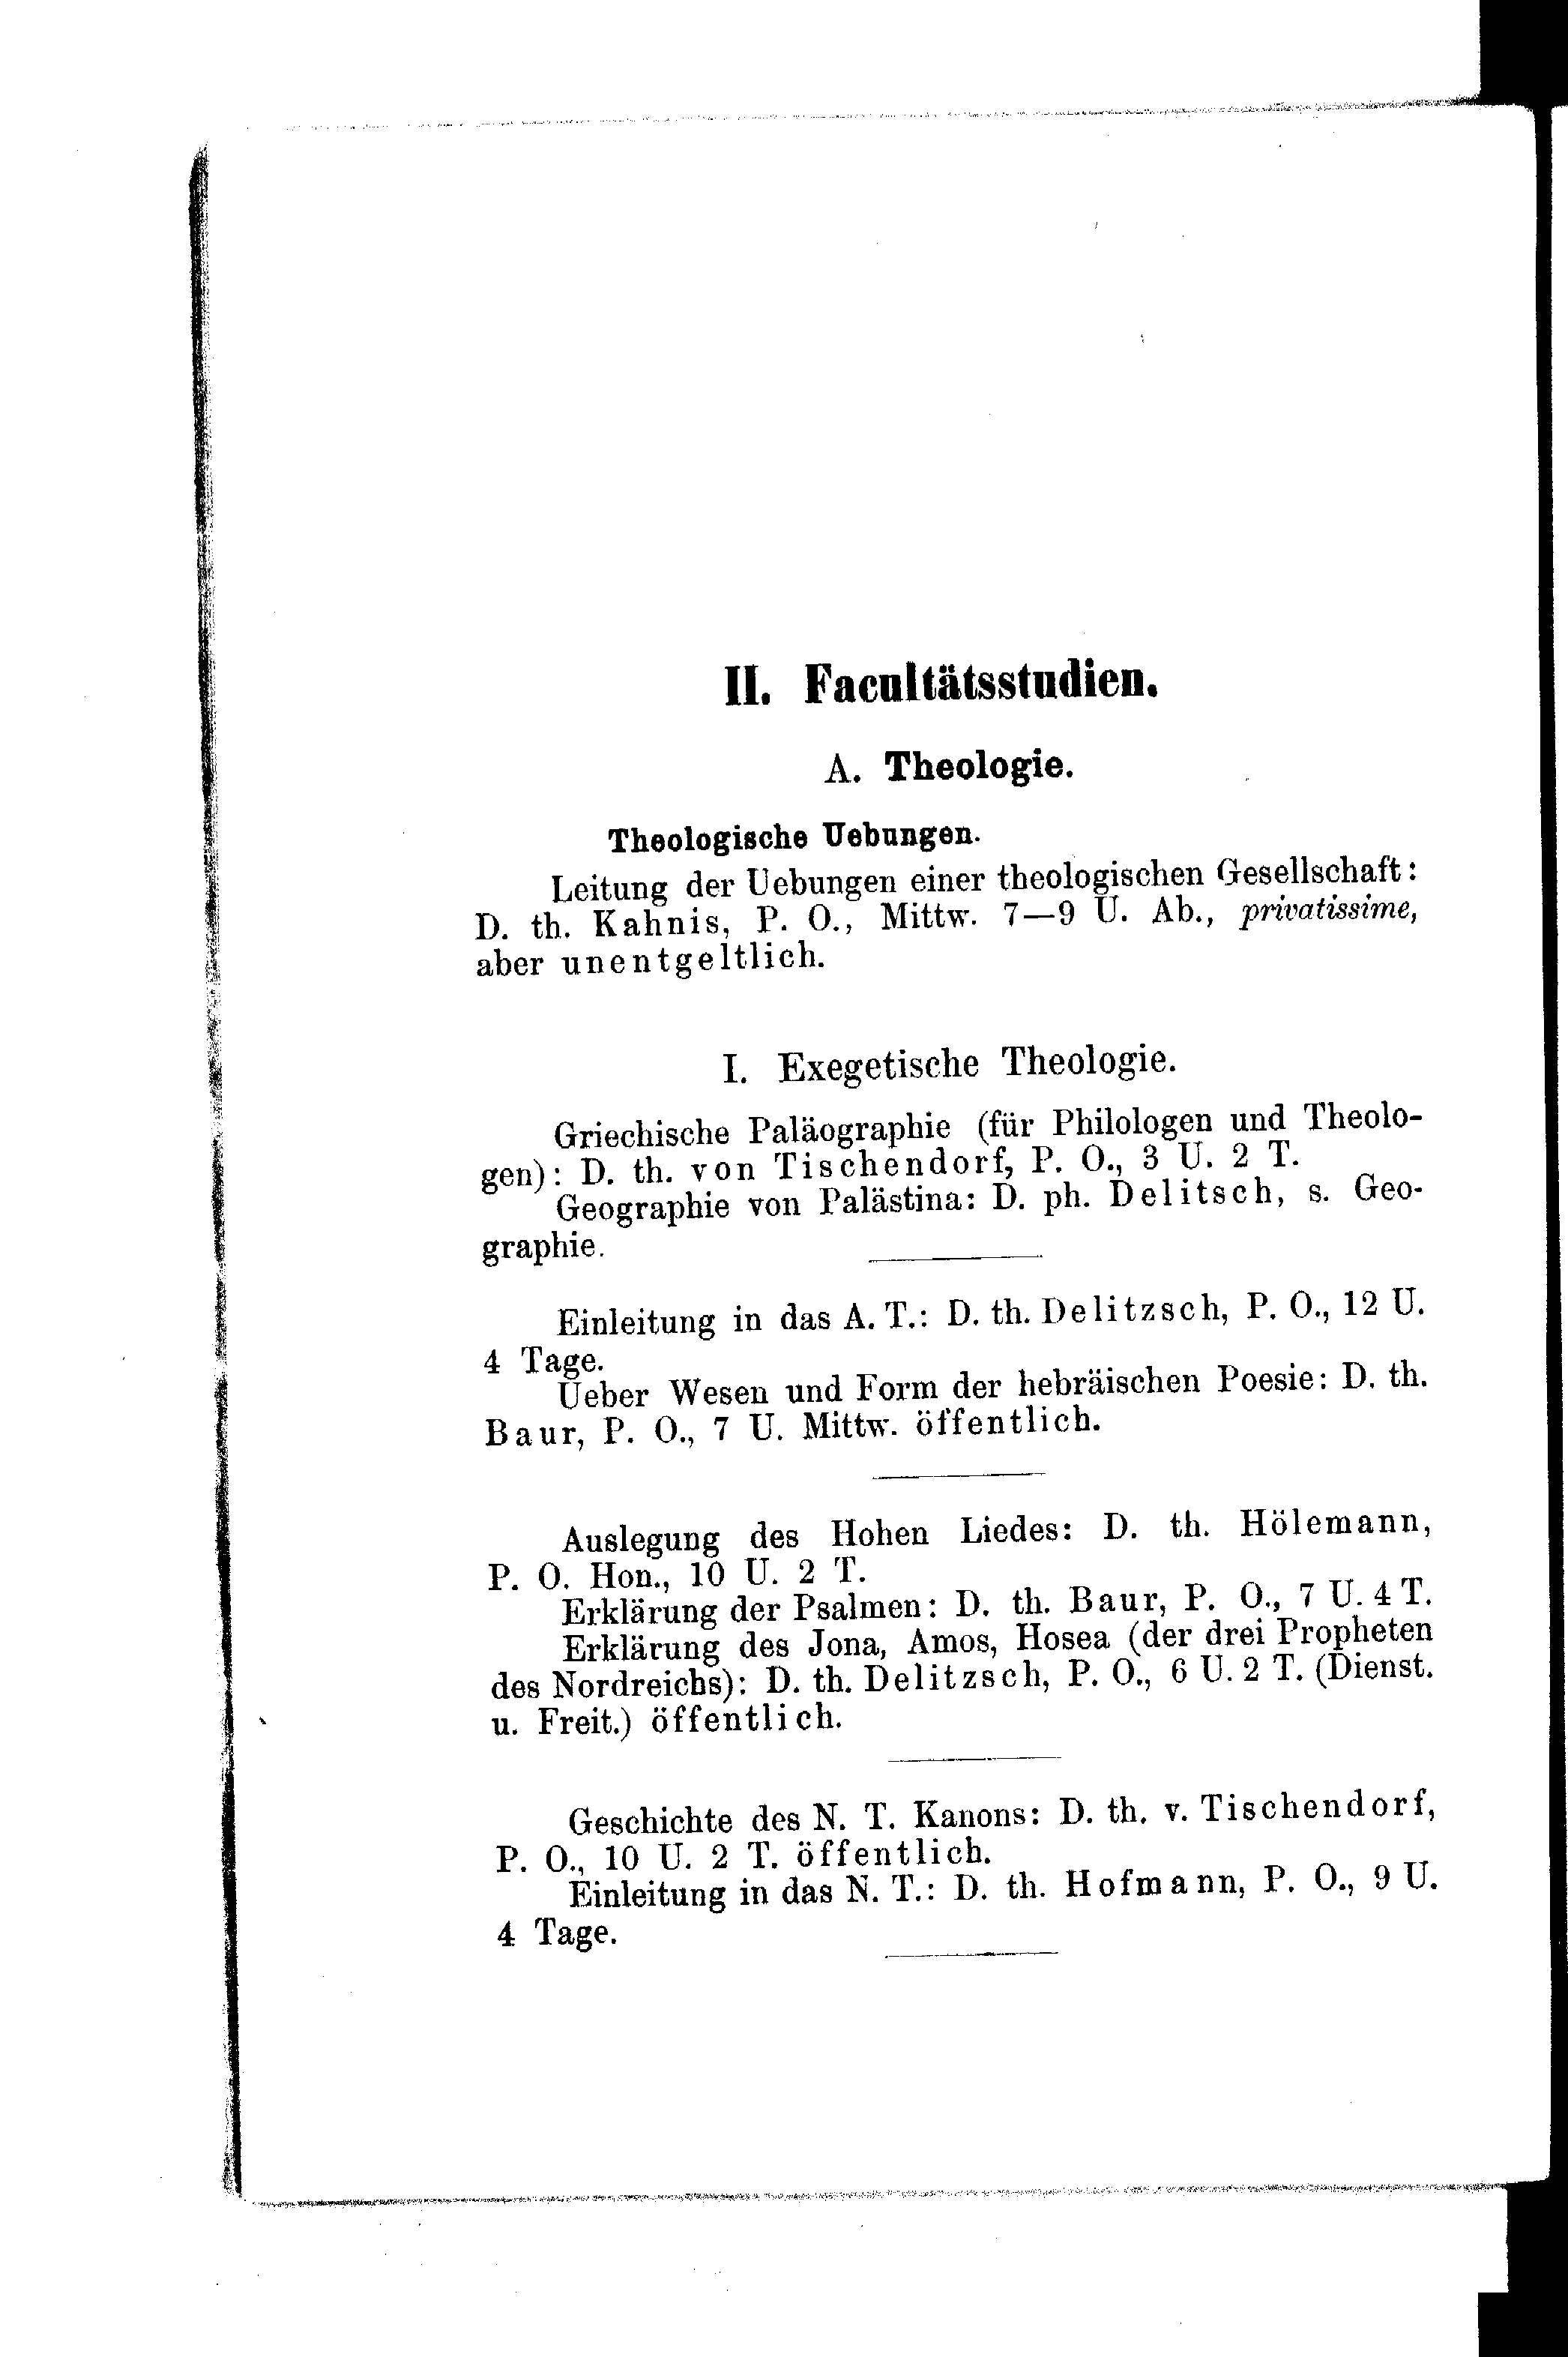 II. Facultätsstudien.
A. Theologie.
Theologische Uebungen.
Leitung der Uebungen einer theologischen Gesellschaft:
D. th. Kahnis, P. O., Mittw. 7—9 U. Ab., privatissime,
aber unentgeltlich.
I. Exegetische Theologie.
Griechische Paläographie (für Philologen und Theolo-
gen): D. th. von Tischendorf, P. O., 3 U. 2 T.
Geographie von Palästina: D. ph. Delitsch, s. Geo-
graphie.
Einleitung in das A. T.: D. th. Delitzsch, P. O., 12 U.
4 Tage.
Ueber Wesen und Form der hebräischen Poesie: D. th.
Baur, P. O., 7 U. Mittw. öffentlich.
Auslegung des Hohen Liedes: D. th. Hölemann,
P. O. Hon., 10 U. 2 T.
Erklärung der Psalmen: D. th. Baur, P. O., 7 U. 4 T.
Erklärung des Jona, Amos, Hosea (der drei Propheten
des Nordreichs): D. th. Delitzsch, P. O., 6 U. 2 T. (Dienst.
u. Freit.) öffentlich.
Geschichte des N. T. Kanons: D. th. v. Tischendorf,
P. O., 10 U. 2 T. öffentlich.
Einleitung in das N. T.: D. th. Hofmann, P. O., 9 U.
4 Tage.